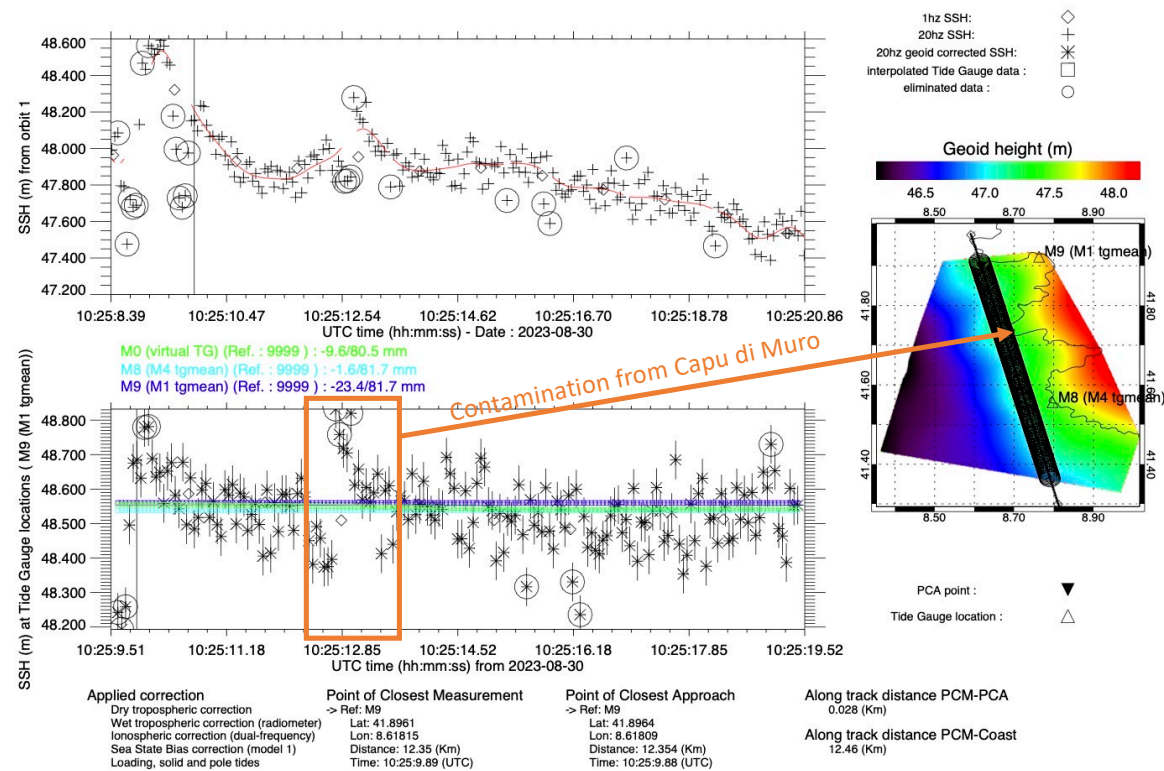 1hz SSH:
20hz SSH:
20hz geoid corrected SSH:
interpolated Tide Gauge data :
eliminated data :
SSH (m) from orbit 1
48.600
48.400
48.200
48.000
47.800
47.600
47.400
47.200
10:25:8.39 10:25:10.47 10:25:12.54 10:25:14.62 10:25:16.70 10:25:18.78 10:25:20.86
UTC time (hh:mm:ss) - Date : 2023-08-30
Geoid height (m)
46.5 47.0 47.5 48.0
8.50 8.70 8.90
M9 (M1 tgmean)
41.80 41.80
41.60 41.60
M8 (M4 tgmean)
41.40 41.40
8.50 8.70 8.90
M0 (virtual TG) (Ref. : 9999 ) : -9.6/80.5 mm
M8 (M4 tgmean) (Ref. : 9999 ) : -1.6/81.7 mm
M9 (M1 tgmean) (Ref. : 9999 ) : -23.4/81.7 mm
Contamination from Capu di Muro
SSH (m) at Tide Gauge locations ( M9 (M1 tgmean))
48.800
48.700
48.600
48.500
48.400
48.300
48.200
10:25:9.51 10:25:11.18 10:25:12.85 10:25:14.52 10:25:16.18 10:25:17.85 10:25:19.52
UTC time (hh:mm:ss) from 2023-08-30
PCA point :
Tide Gauge location :
Applied correction
Dry tropospheric correction
Wet tropospheric correction (radiometer)
Ionospheric correction (dual-frequency)
Sea State Bias correction (model 1)
Loading, solid and pole tides
Point of Closest Measurement
-> Ref: M9
Lat: 41.8961
Lon: 8.61815
Distance: 12.35 (Km)
Time: 10:25:9.89 (UTC)
Point of Closest Approach
-> Ref: M9
Lat: 41.8964
Lon: 8.61809
Distance: 12.354 (Km)
Time: 10:25:9.88 (UTC)
Along track distance PCM-PCA
0.028 (Km)
Along track distance PCM-Coast
12.46 (Km)